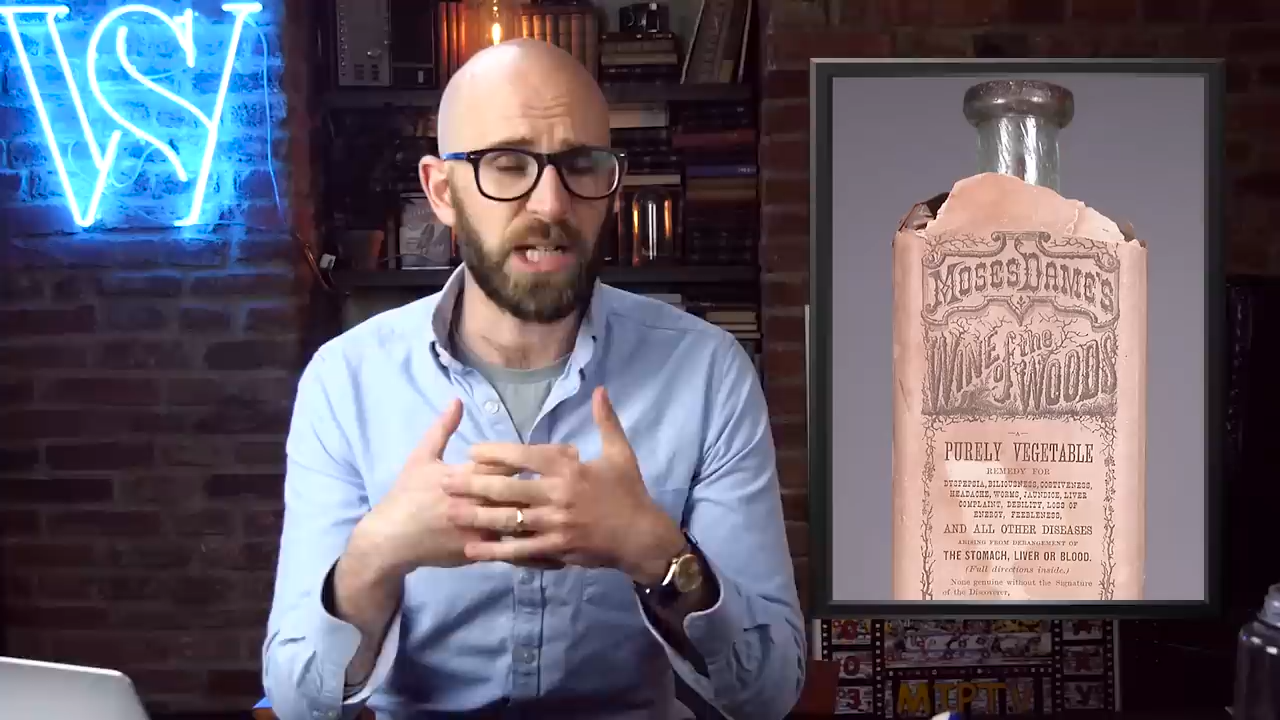 VSY
MOSES DAME'S
WINE of the WOODS
—A—
PURELY VEGETABLE
REMEDY FOR
DYSPEPSIA, BILIOUSNESS, COSTIVENESS,
HEADACHE, WORMS, JAUNDICE, LIVER
COMPLAINT, DEBILITY, LOSS OF
ENERGY, FEEBLENESS,
AND ALL OTHER DISEASES
ARISING FROM DERANGEMENT OF
THE STOMACH, LIVER OR BLOOD.
(Full directions inside.)
None genuine without the Signature
of the Discoverer,